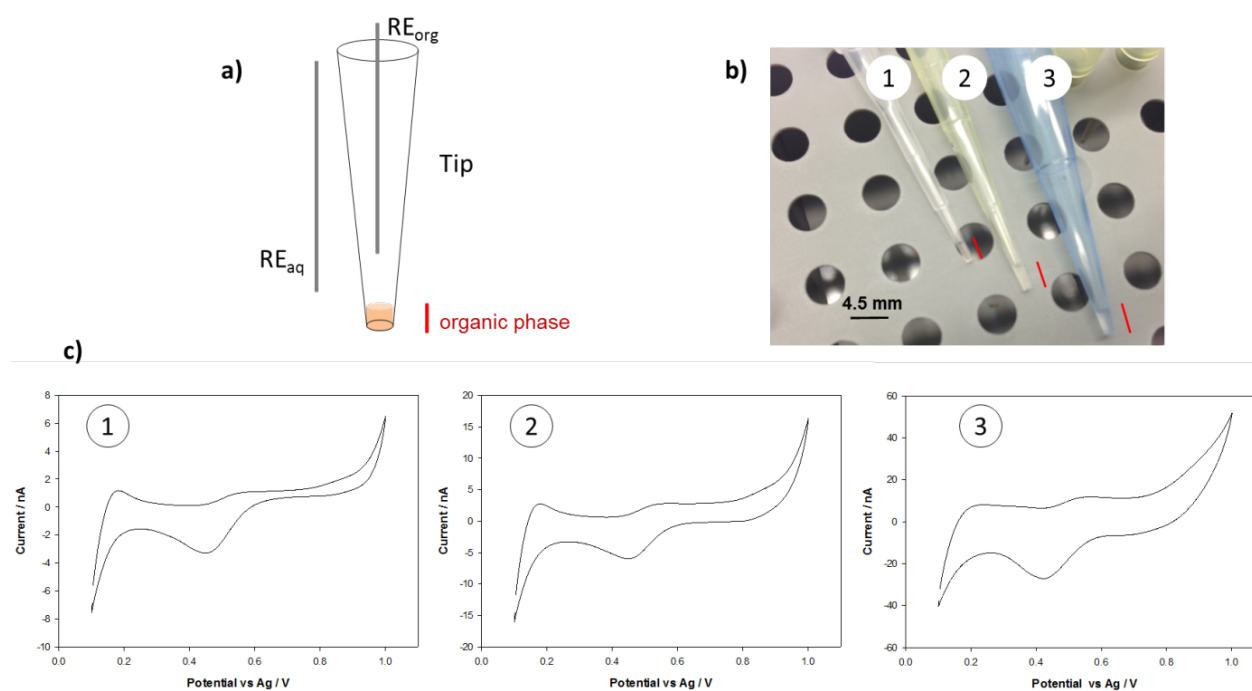 a)
RE_org
Tip
RE_aq
organic phase
b)
1
2
3
4.5 mm
c)
1
8
6
4
2
0
-2
-4
-6
-8
-10
Current / nA
0.0 0.2 0.4 0.6 0.8 1.0
Potential vs Ag / V
2
20
15
10
5
0
-5
-10
-15
-20
Current / nA
0.0 0.2 0.4 0.6 0.8 1.0
Potential vs Ag / V
3
60
40
20
0
-20
-40
-60
Current / nA
0.0 0.2 0.4 0.6 0.8 1.0
Potential vs Ag / V